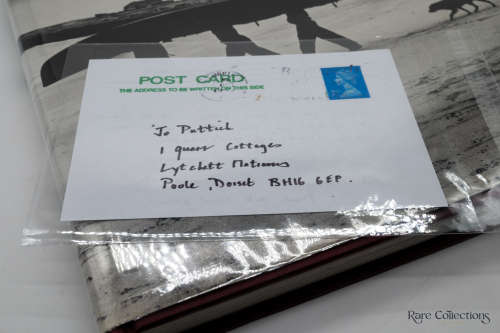 POST CARD
THE ADDRESS TO BE WRITTEN ON THIS SIDE
Jo Puttick
1 Quarr Cottages
Lytchett Matravers
Poole, Dorset BH16 6EP.
Rare Collections